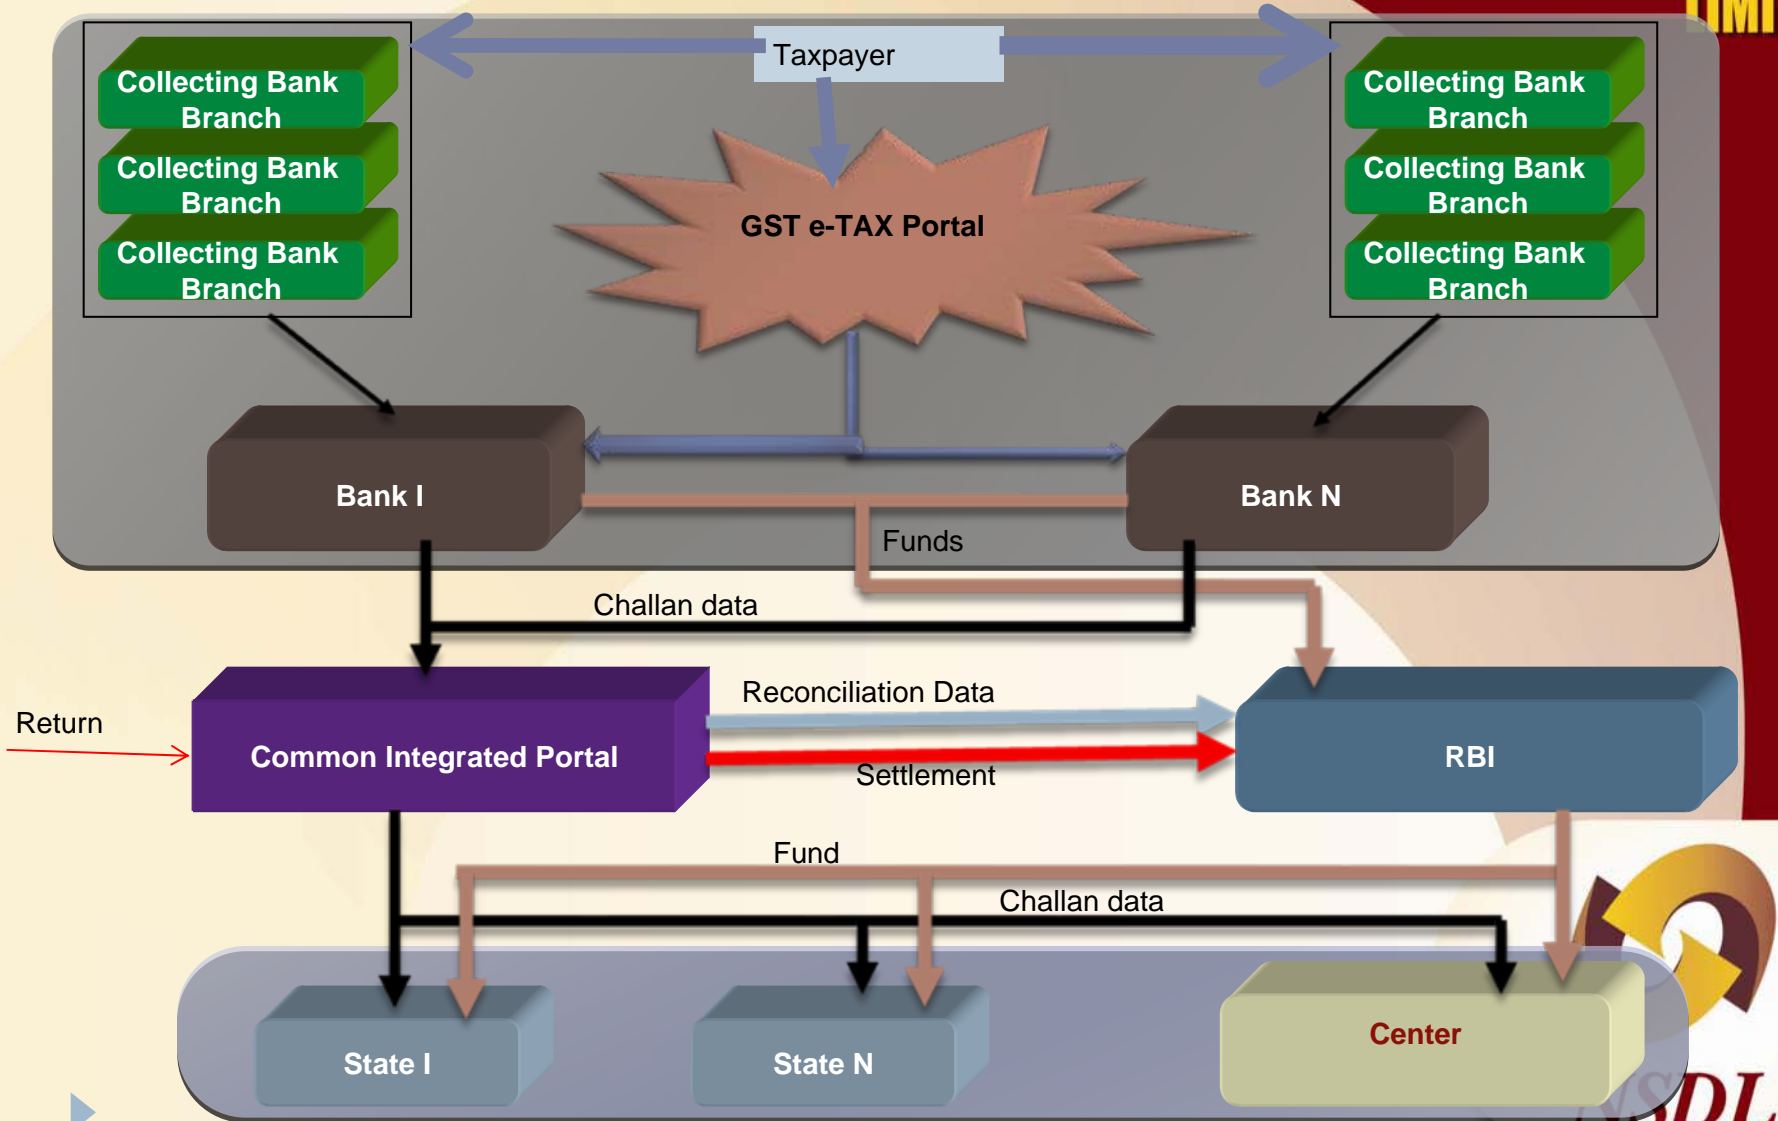 Taxpayer
Collecting Bank
Branch
Collecting Bank
Branch
Collecting Bank
Branch
Collecting Bank
Branch
Collecting Bank
Branch
Collecting Bank
Branch
GST e-TAX Portal
Bank I
Bank N
Funds
Challan data
Return
Reconciliation Data
Common Integrated Portal
RBI
Settlement
Fund
Challan data
State I
State N
Center
NSDL